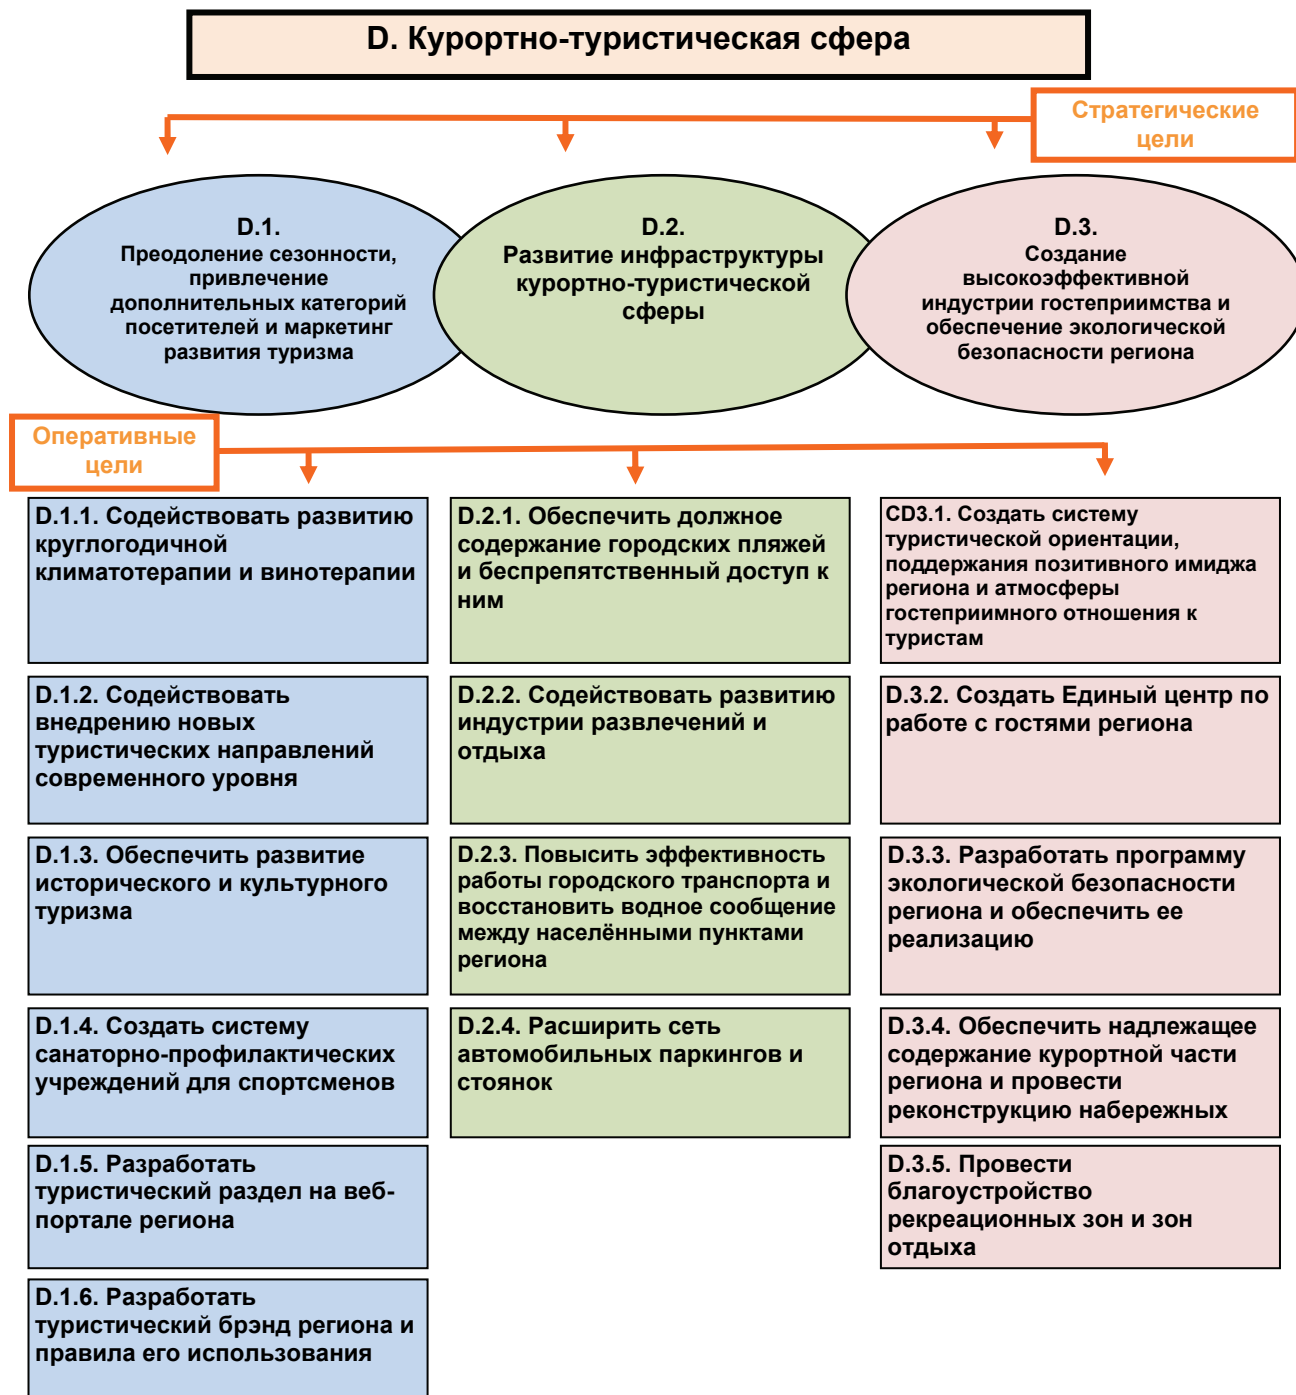 D. Курортно-туристическая сфера
Стратегические
цели
D.1.
Преодоление сезонности,
привлечение
дополнительных категорий
посетителей и маркетинг
развития туризма
D.2.
Развитие инфраструктуры
курортно-туристической
сферы
D.3.
Создание
высокоэффективной
индустрии гостеприимства и
обеспечение экологической
безопасности региона
Оперативные
цели
D.1.1. Содействовать развитию
круглогодичной
климатотерапии и винотерапии
D.1.2. Содействовать
внедрению новых
туристических направлений
современного уровня
D.1.3. Обеспечить развитие
исторического и культурного
туризма
D.1.4. Создать систему
санаторно-профилактических
учреждений для спортсменов
D.1.5. Разработать
туристический раздел на веб-
портале региона
D.1.6. Разработать
туристический брэнд региона и
правила его использования
D.2.1. Обеспечить должное
содержание городских пляжей
и беспрепятственный доступ к
ним
D.2.2. Содействовать развитию
индустрии развлечений и
отдыха
D.2.3. Повысить эффективность
работы городского транспорта и
восстановить водное сообщение
между населёнными пунктами
региона
D.2.4. Расширить сеть
автомобильных паркингов и
стоянок
CD3.1. Создать систему
туристической ориентации,
поддержания позитивного имиджа
региона и атмосферы
гостеприимного отношения к
туристам
D.3.2. Создать Единый центр по
работе с гостями региона
D.3.3. Разработать программу
экологической безопасности
региона и обеспечить ее
реализацию
D.3.4. Обеспечить надлежащее
содержание курортной части
региона и провести
реконструкцию набережных
D.3.5. Провести
благоустройство
рекреационных зон и зон
отдыха